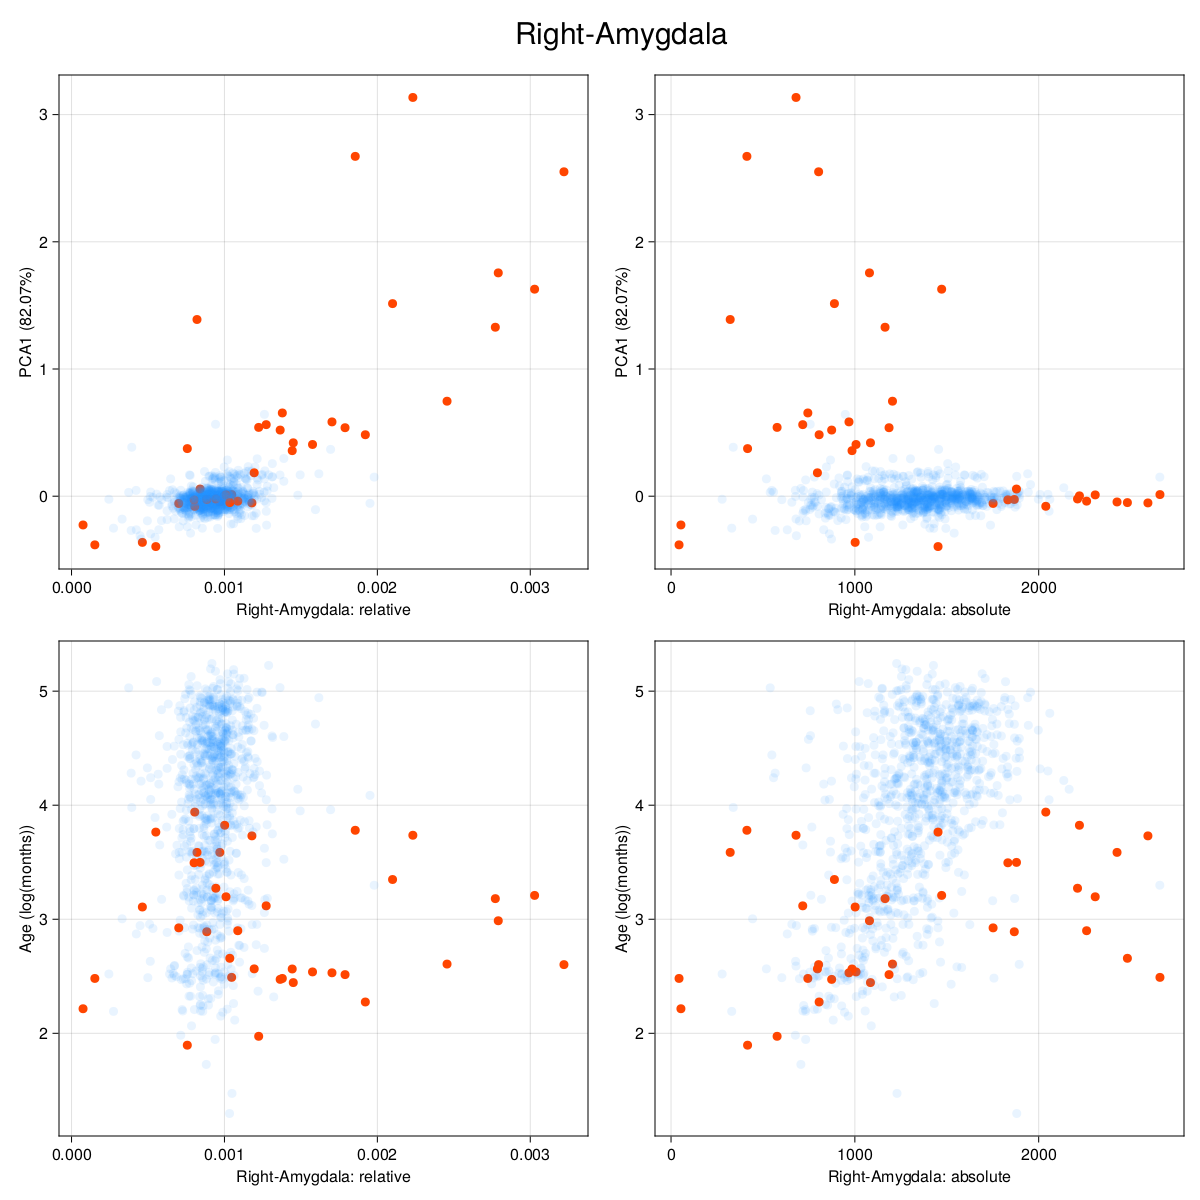 Right-Amygdala
PCA1 (82.07%)
3
2
1
0
0.000 0.001 0.002 0.003
Right-Amygdala: relative
PCA1 (82.07%)
3
2
1
0
0 1000 2000
Right-Amygdala: absolute
Age (log(months))
5
4
3
2
0.000 0.001 0.002 0.003
Right-Amygdala: relative
Age (log(months))
5
4
3
2
0 1000 2000
Right-Amygdala: absolute